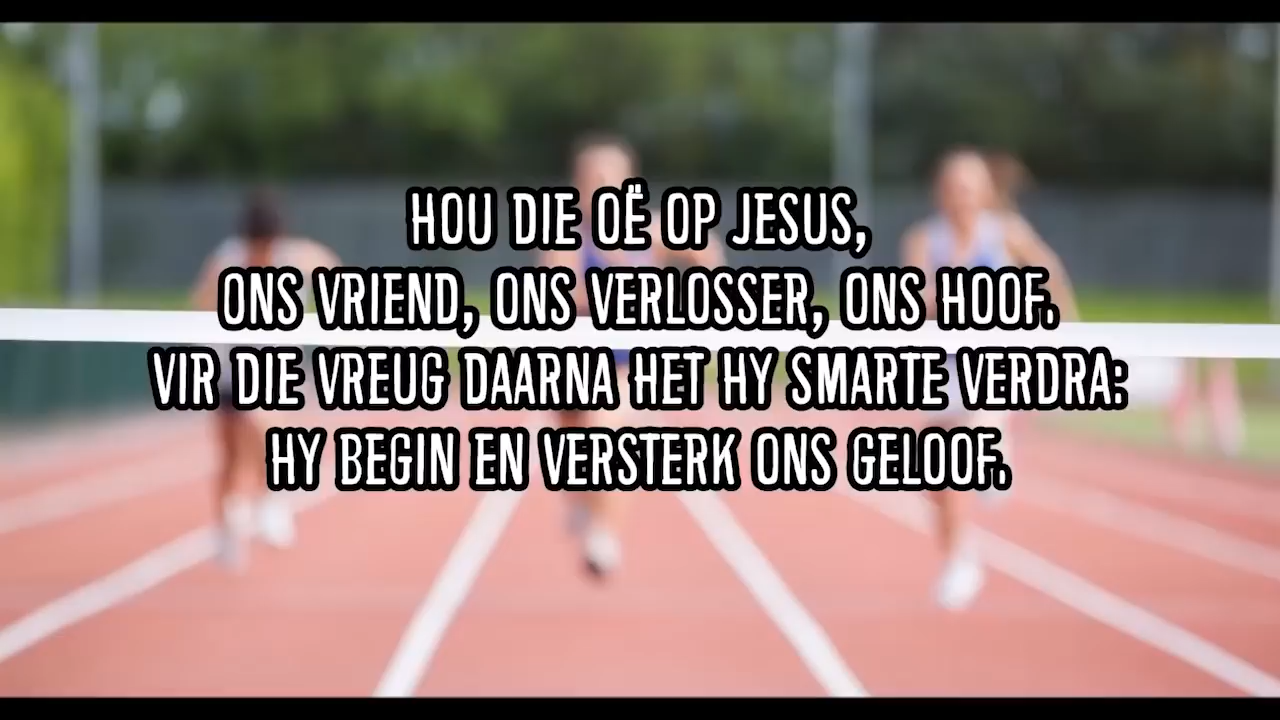 HOU DIE OË OP JESUS,
ONS VRIEND, ONS VERLOSSER, ONS HOOF.
VIR DIE VREUG DAARNA HET HY SMARTE VERDRA:
HY BEGIN EN VERSTERK ONS GELOOF.